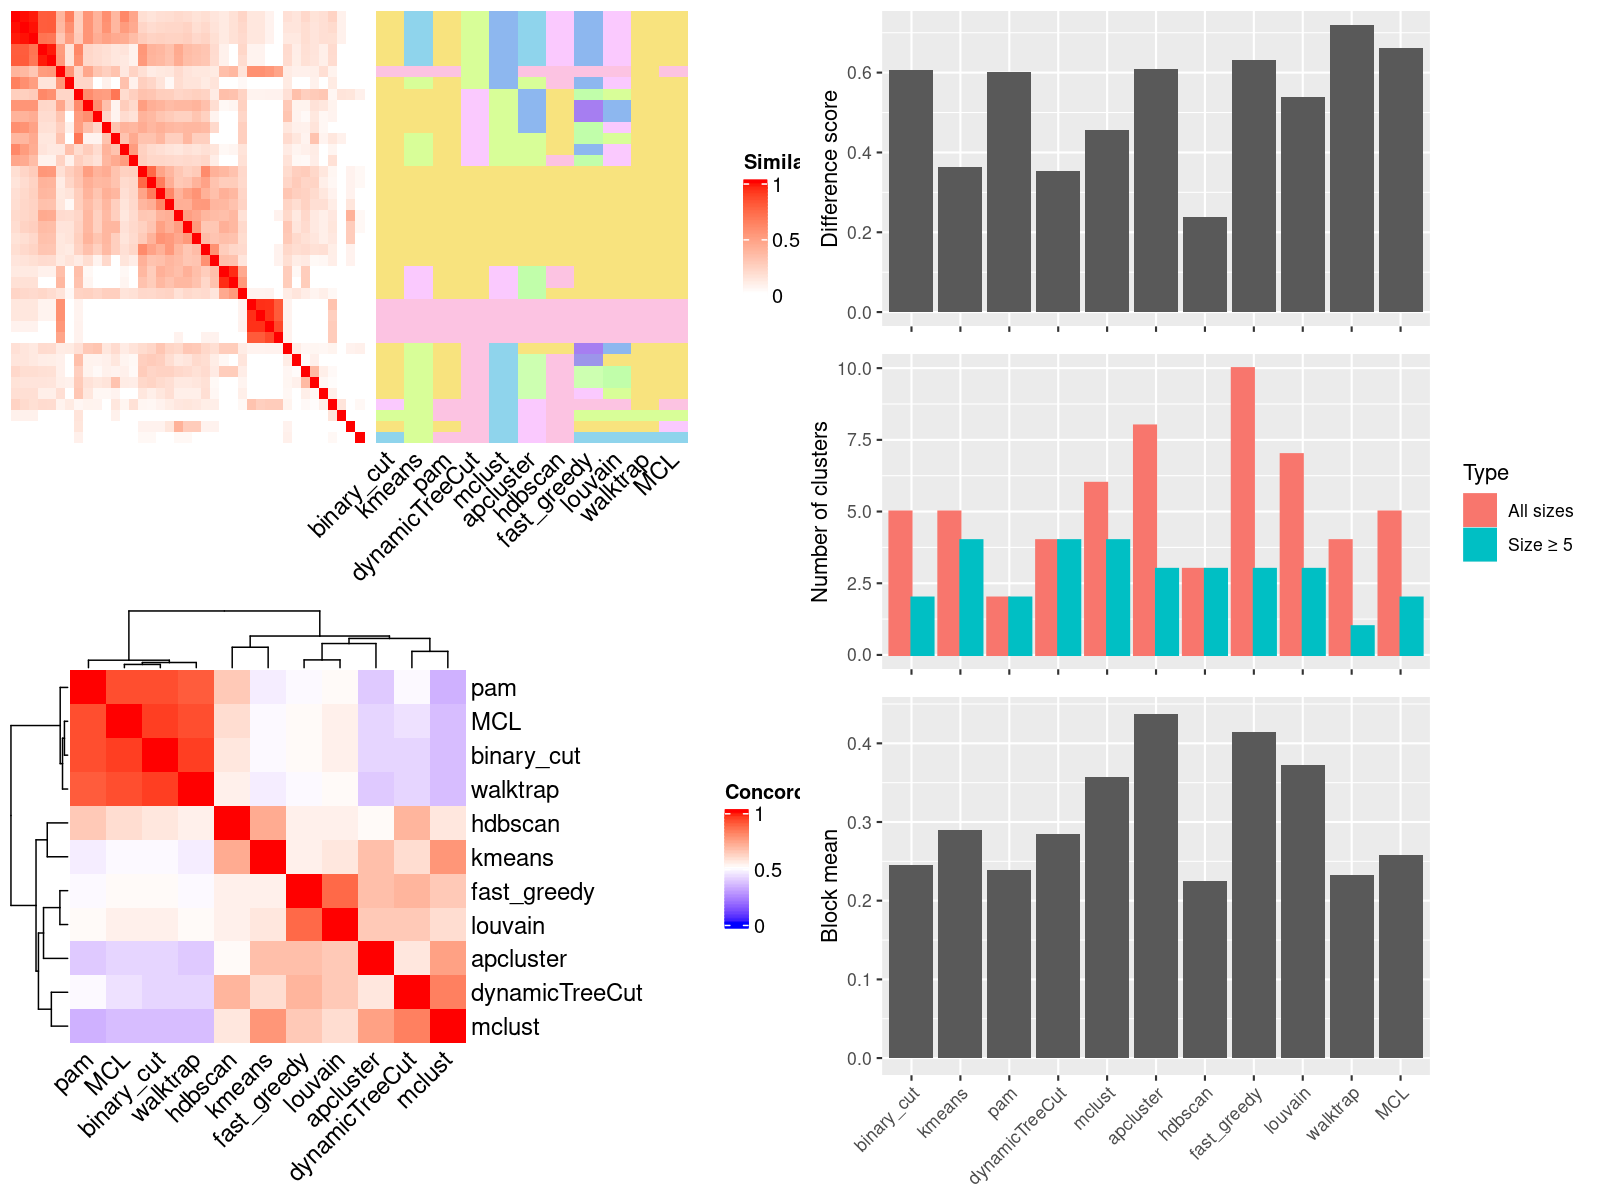 Simila
1
0.5
0
binary_cut
kmeans
pam
dynamicTreeCut
mclust
apcluster
hdbscan
fast_greedy
louvain
walktrap
MCL
pam
MCL
binary_cut
walktrap
hdbscan
kmeans
fast_greedy
louvain
apcluster
dynamicTreeCut
mclust
Concord
1
0.5
0
pam
MCL
binary_cut
walktrap
hdbscan
kmeans
fast_greedy
louvain
apcluster
dynamicTreeCut
mclust
Difference score
0.6
0.4
0.2
0.0
Number of clusters
10.0
7.5
5.0
2.5
0.0
Type
All sizes
Size ≥ 5
Block mean
0.4
0.3
0.2
0.1
0.0
binary_cut
kmeans
pam
dynamicTreeCut
mclust
apcluster
hdbscan
fast_greedy
louvain
walktrap
MCL